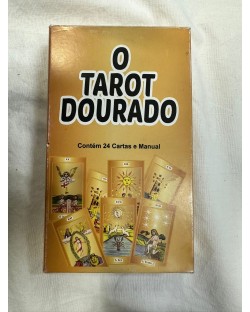 O
TAROT
DOURADO
Contém 24 Cartas e Manual